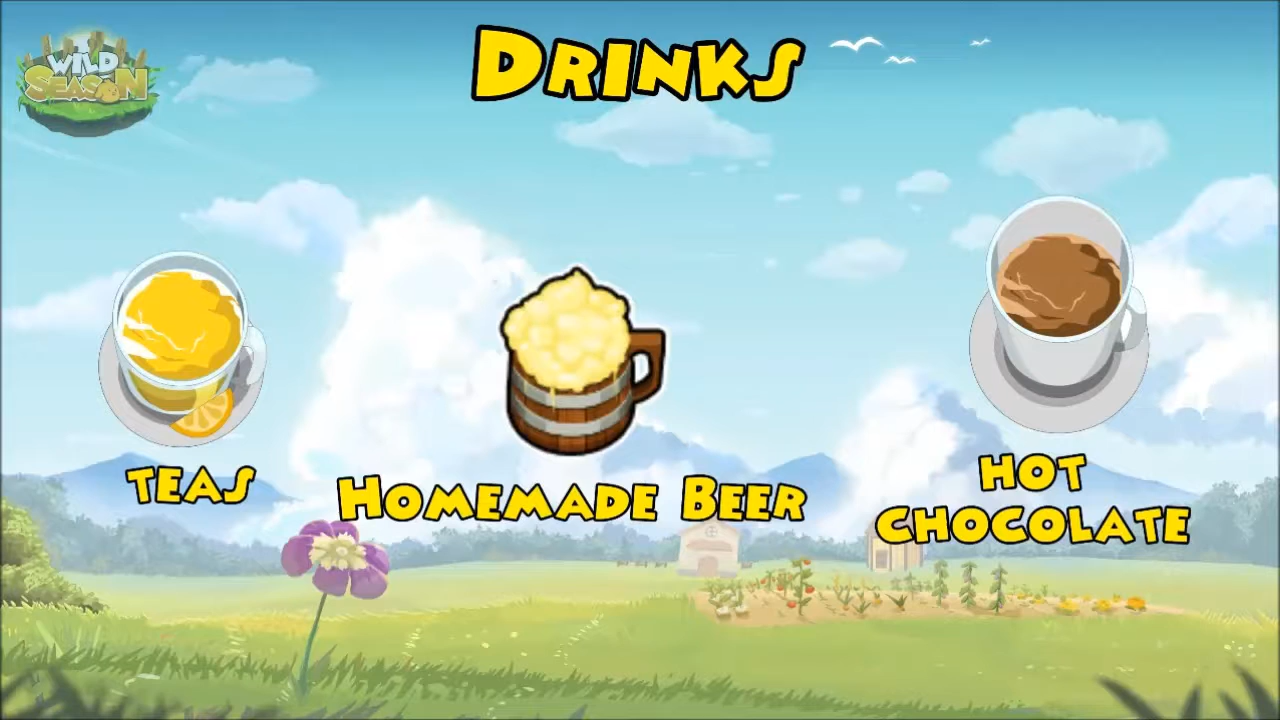 WILD
SEASON
DRINKS
TEAS
HOMEMADE BEER
HOT
CHOCOLATE